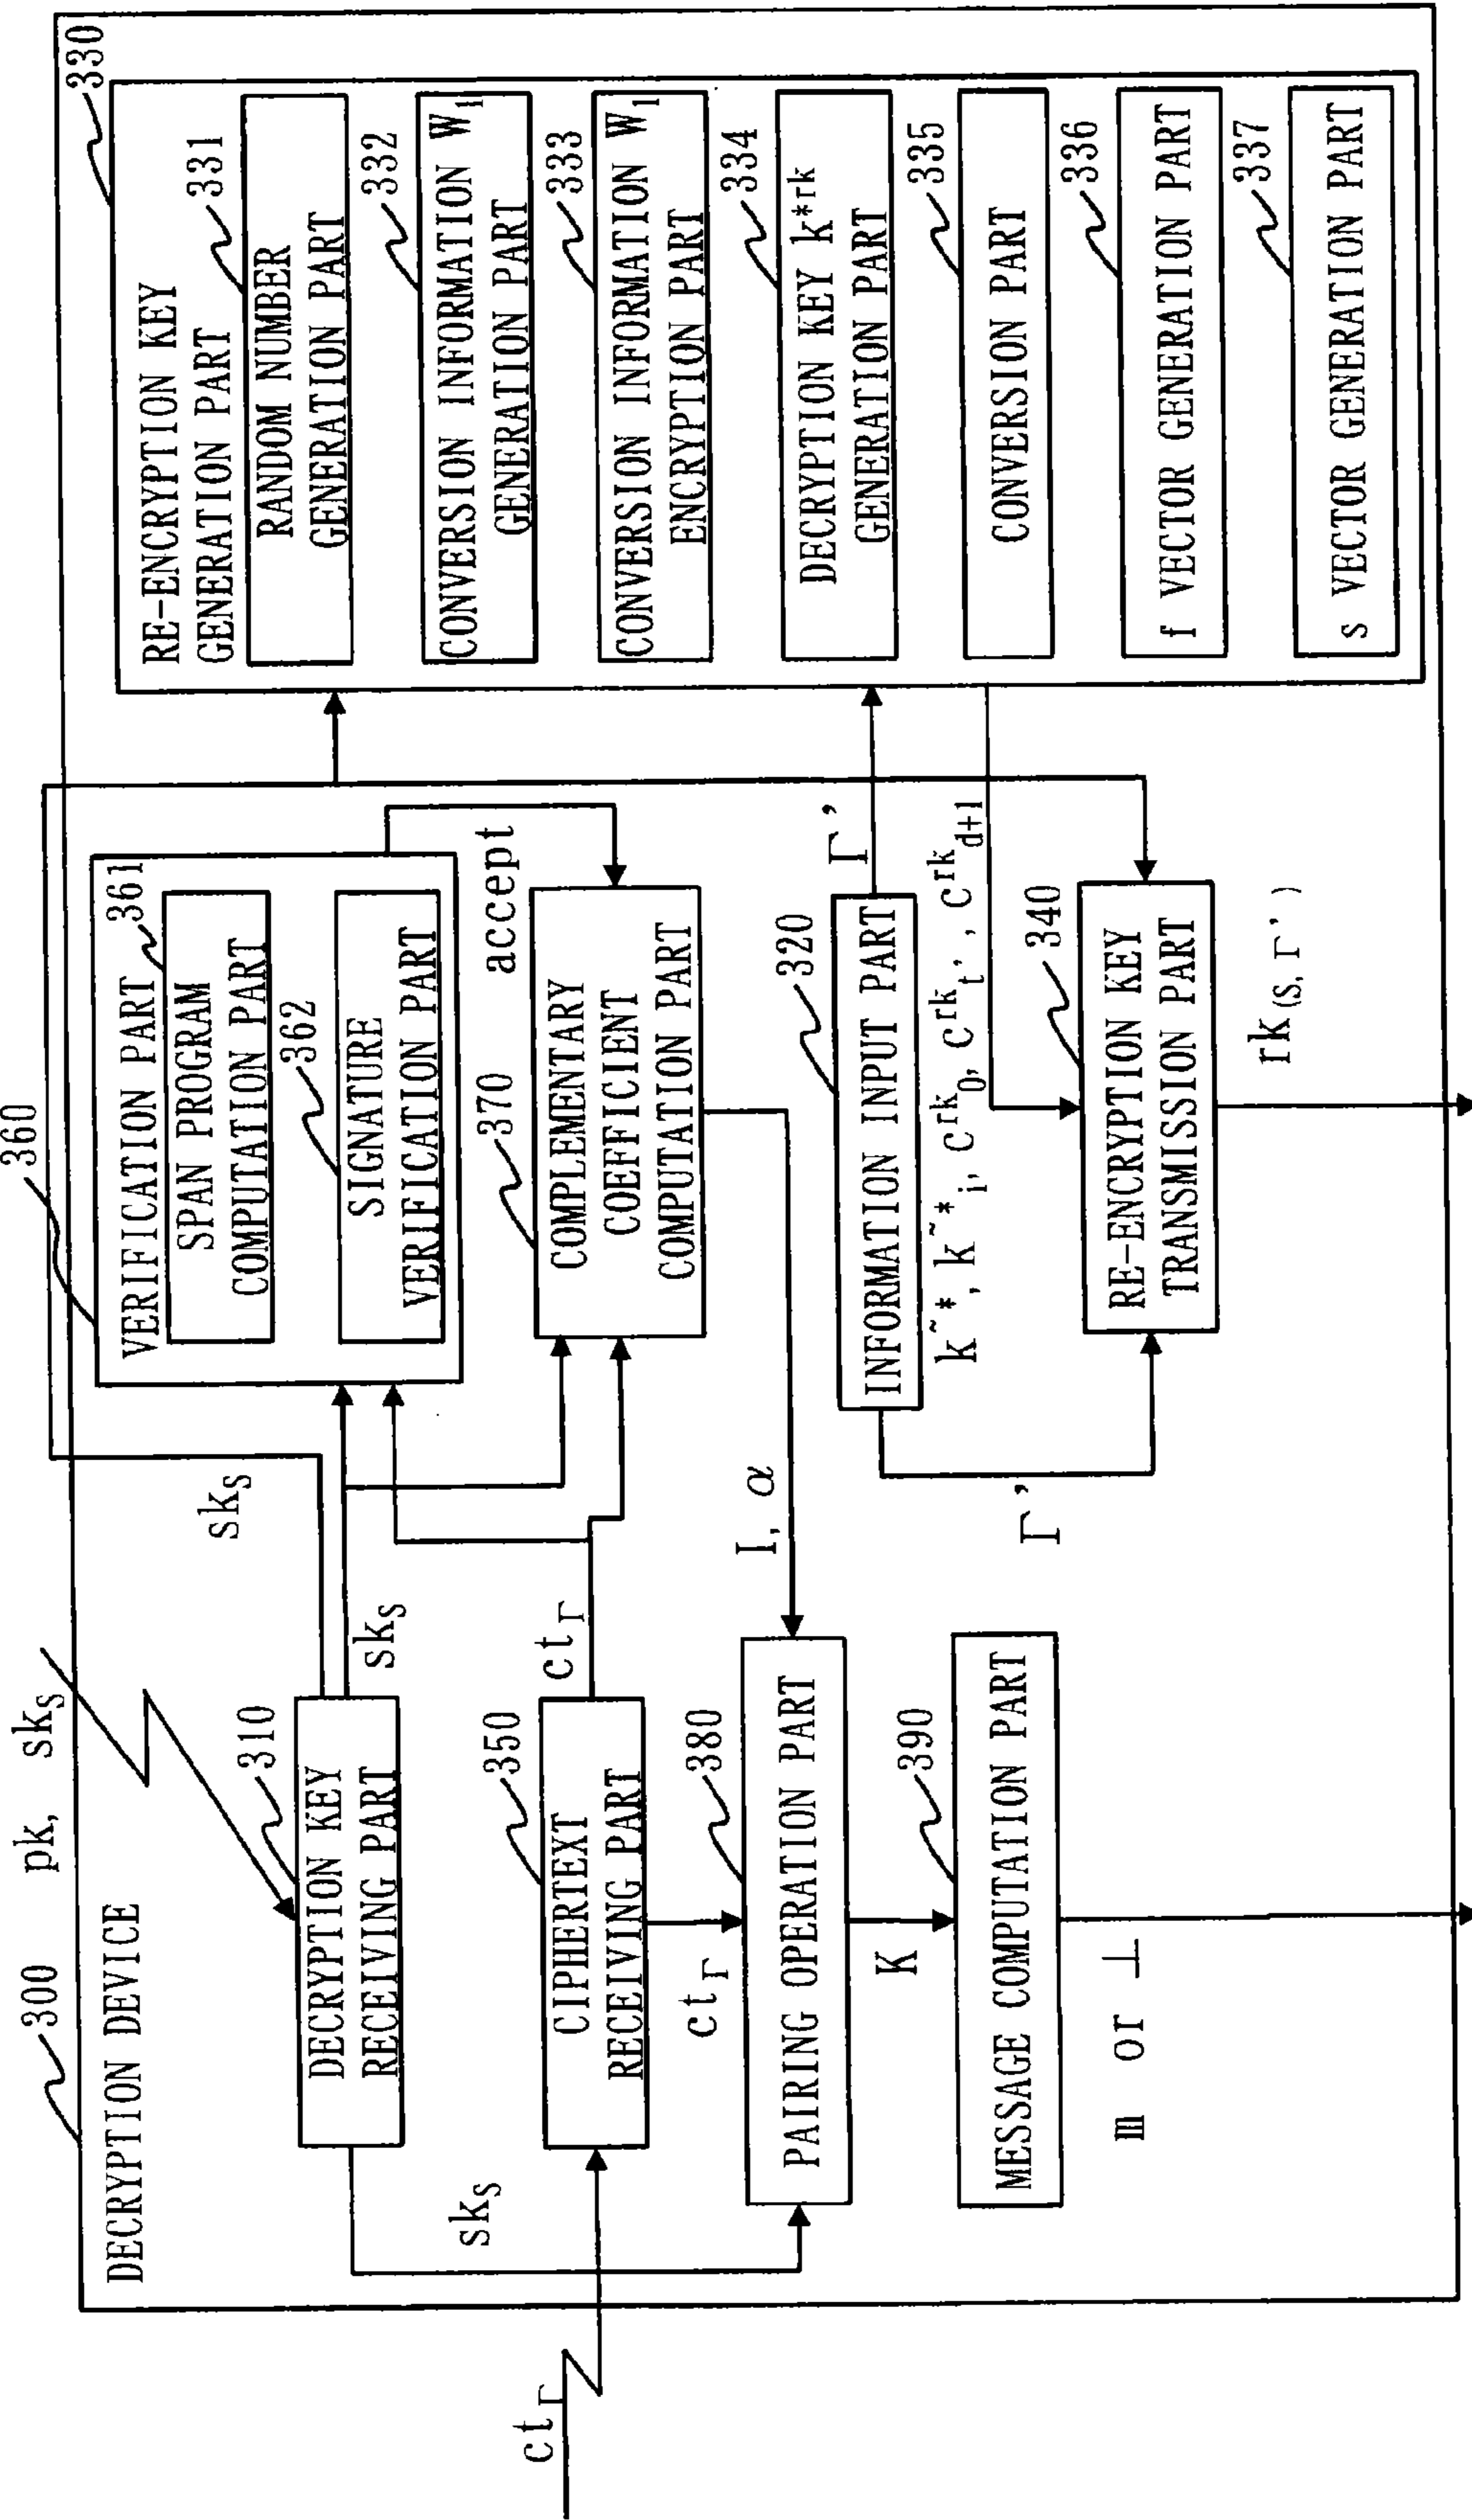 300
DECRYPTION DEVICE
pk, sk_S
310
DECRYPTION KEY
RECEIVING PART
sk_S
sk_S
sk_S
ct_Γ
350
CIPHERTEXT
RECEIVING PART
ct_Γ
ct_Γ
380
PAIRING OPERATION PART
K
390
MESSAGE COMPUTATION PART
m or ⊥
360
VERIFICATION PART
361
SPAN PROGRAM
COMPUTATION PART
362
SIGNATURE
VERIFICATION PART
accept
370
COMPLEMENTARY
COEFFICIENT
COMPUTATION PART
I, α
320
INFORMATION INPUT PART
Γ'
Γ'
k~*, k~*_i, c^rk_0, c^rk_t, c^rk_d+1
340
RE-ENCRYPTION KEY
TRANSMISSION PART
rk(S, Γ')
330
RE-ENCRYPTION KEY
GENERATION PART
331
RANDOM NUMBER
GENERATION PART
332
CONVERSION INFORMATION W_1
GENERATION PART
333
CONVERSION INFORMATION W_1
ENCRYPTION PART
334
DECRYPTION KEY k*rk
GENERATION PART
335
CONVERSION PART
336
f VECTOR GENERATION PART
337
s VECTOR GENERATION PART